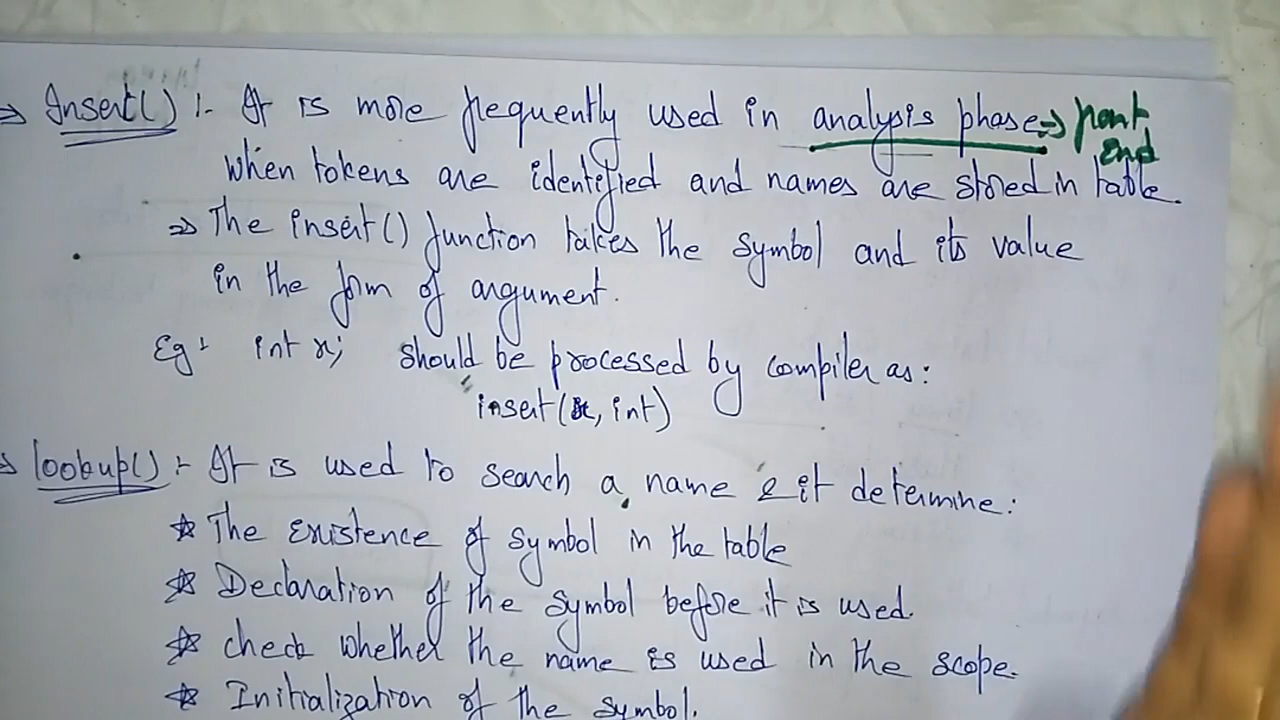 ⇒ Insert() :- It is more frequently used in analysis phase ⇒ front End
when tokens are identified and names are stored in table.
⇒ The insert() function takes the symbol and its value
in the form of argument.
Eg: int x; should be processed by compiler as:
insert(x, int)
⇒ lookup() :- It is used to search a name & it determine:
☆ The Existence of symbol in the table
☆ Declaration of the symbol before it is used.
☆ check whether the name is used in the scope.
☆ Initialization of the symbol.